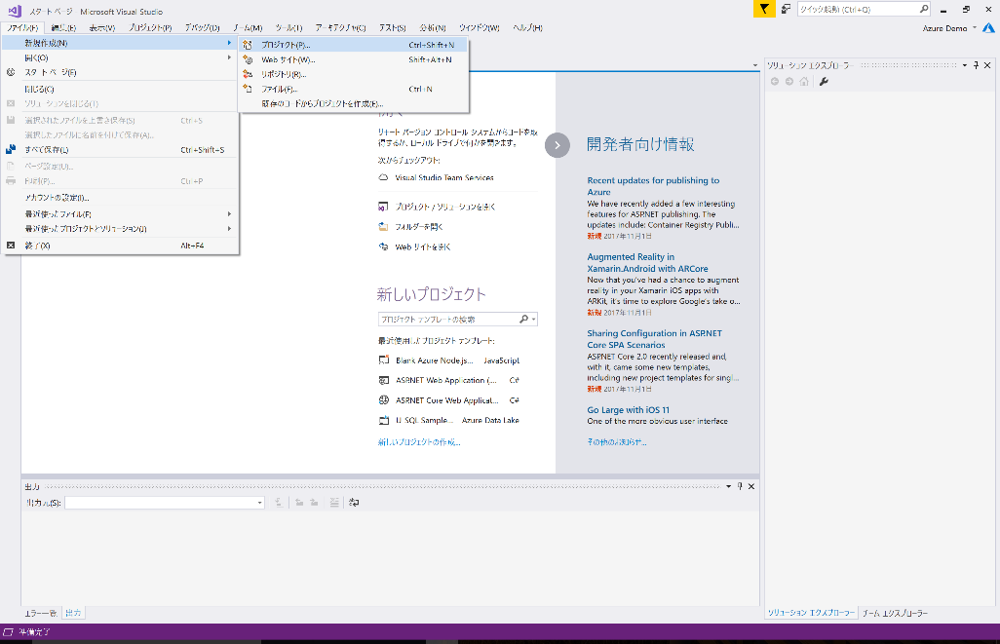 スタート ページ - Microsoft Visual Studio
クイック起動 (Ctrl+Q)
ファイル(F) 編集(E) 表示(V) プロジェクト(P) デバッグ(D) チーム(M) ツール(T) アーキテクチャ(C) テスト(S) 分析(N) ウィンドウ(W) ヘルプ(H)
Azure Demo
新規作成(N)
開く(O)
スタート ページ(E)
閉じる(C)
ソリューションを閉じる(T)
選択されたファイルを上書き保存(S) Ctrl+S
選択したファイルに名前を付けて保存(A)...
すべて保存(L) Ctrl+Shift+S
ページ設定(U)...
印刷(P)... Ctrl+P
アカウントの設定(I)...
最近使ったファイル(F)
最近使ったプロジェクトとソリューション(J)
終了(X) Alt+F4
プロジェクト(P)... Ctrl+Shift+N
Web サイト(W)... Shift+Alt+N
リポジトリ(R)...
ファイル(F)... Ctrl+N
既存のコードからプロジェクトを作成(E)...
リモート バージョン コントロール システムからコードを取
得するか、ローカル ドライブで何かを開きます。
次からチェックアウト:
Visual Studio Team Services
プロジェクト / ソリューションを開く
フォルダーを開く
Web サイトを開く
新しいプロジェクト
プロジェクト テンプレートの検索
最近使用したプロジェクト テンプレート:
Blank Azure Node.js... JavaScript
ASP.NET Web Application (... C#
ASP.NET Core Web Applicat... C#
U_SQL Sample... Azure Data Lake
新しいプロジェクトの作成...
開発者向け情報
Recent updates for publishing to
Azure
We have recently added a few interesting
features for ASP.NET publishing. The
updates include: Container Registry Publi...
新規 2017年11月1日
Augmented Reality in
Xamarin.Android with ARCore
Now that you've had a chance to augment
reality in your Xamarin iOS apps with
ARKit, it's time to explore Google's take o...
新規 2017年11月1日
Sharing Configuration in ASP.NET
Core SPA Scenarios
ASP.NET Core 2.0 recently released and,
with it, came some new templates,
including new project templates for singl...
新規 2017年11月1日
Go Large with iOS 11
One of the more obvious user interface
その他のお知らせ...
ソリューション エクスプローラー
出力
出力元(S):
エラー一覧 出力
ソリューション エクスプローラー チーム エクスプローラー
準備完了